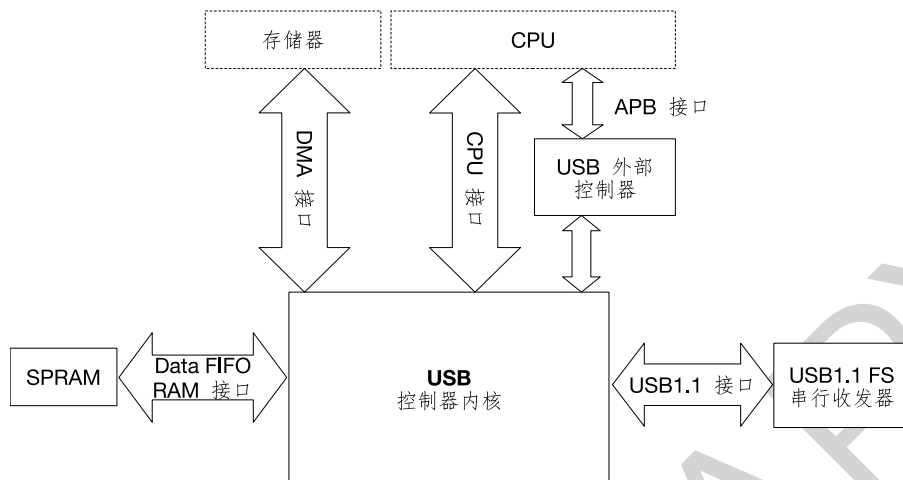 存储器
CPU
DMA 接口
CPU 接口
APB 接口
USB 外部
控制器
SPRAM
Data FIFO
RAM 接口
USB
控制器内核
USB1.1 接口
USB1.1 FS
串行收发器